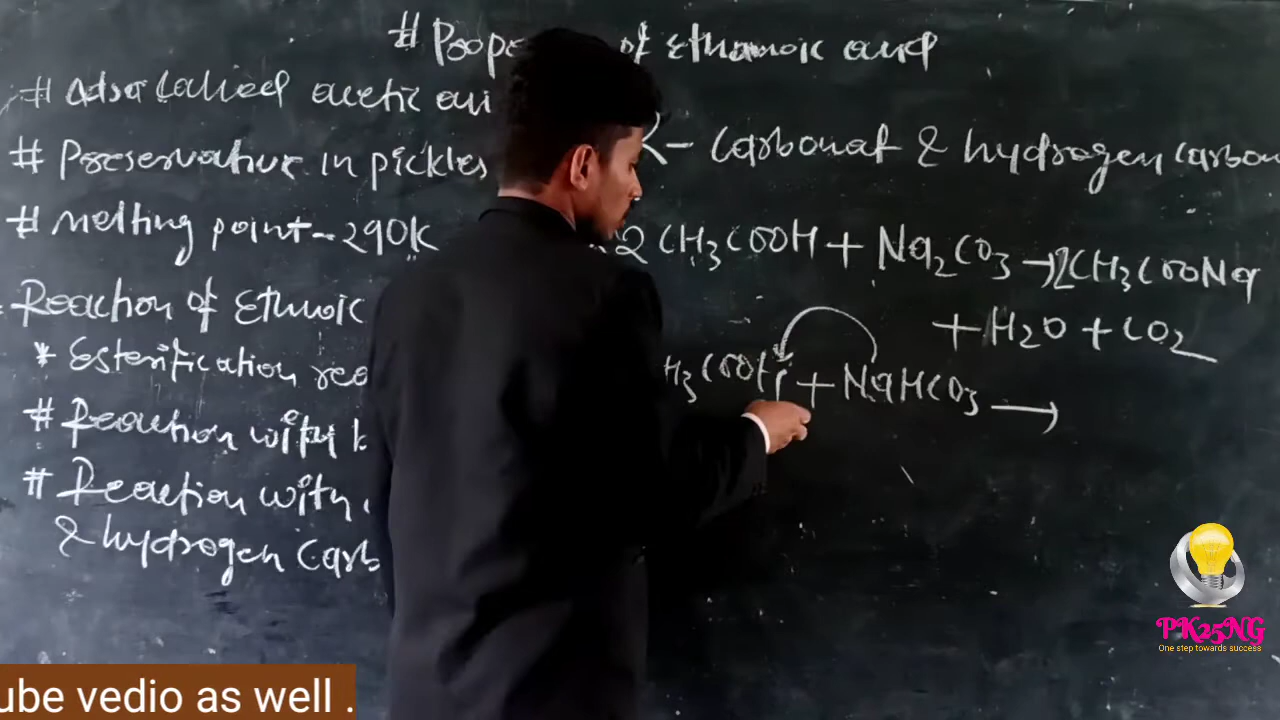 # Prope of Ethanoic acid
# Also Called acetic aci
# Preservative in pickles
# Melting point - 290K
Reaction of Ethnoic
* Esterification rea
# Reaction with b
# Reaction with
& hydrogen Carb
R - Carbonat & hydrogen carbon
2CH3COOH + Na2CO3 → 2CH3COONa
+ H2O + CO2
H3COOH + NaHCO3 →
PK25NG
One step towards success
ube vedio as well .